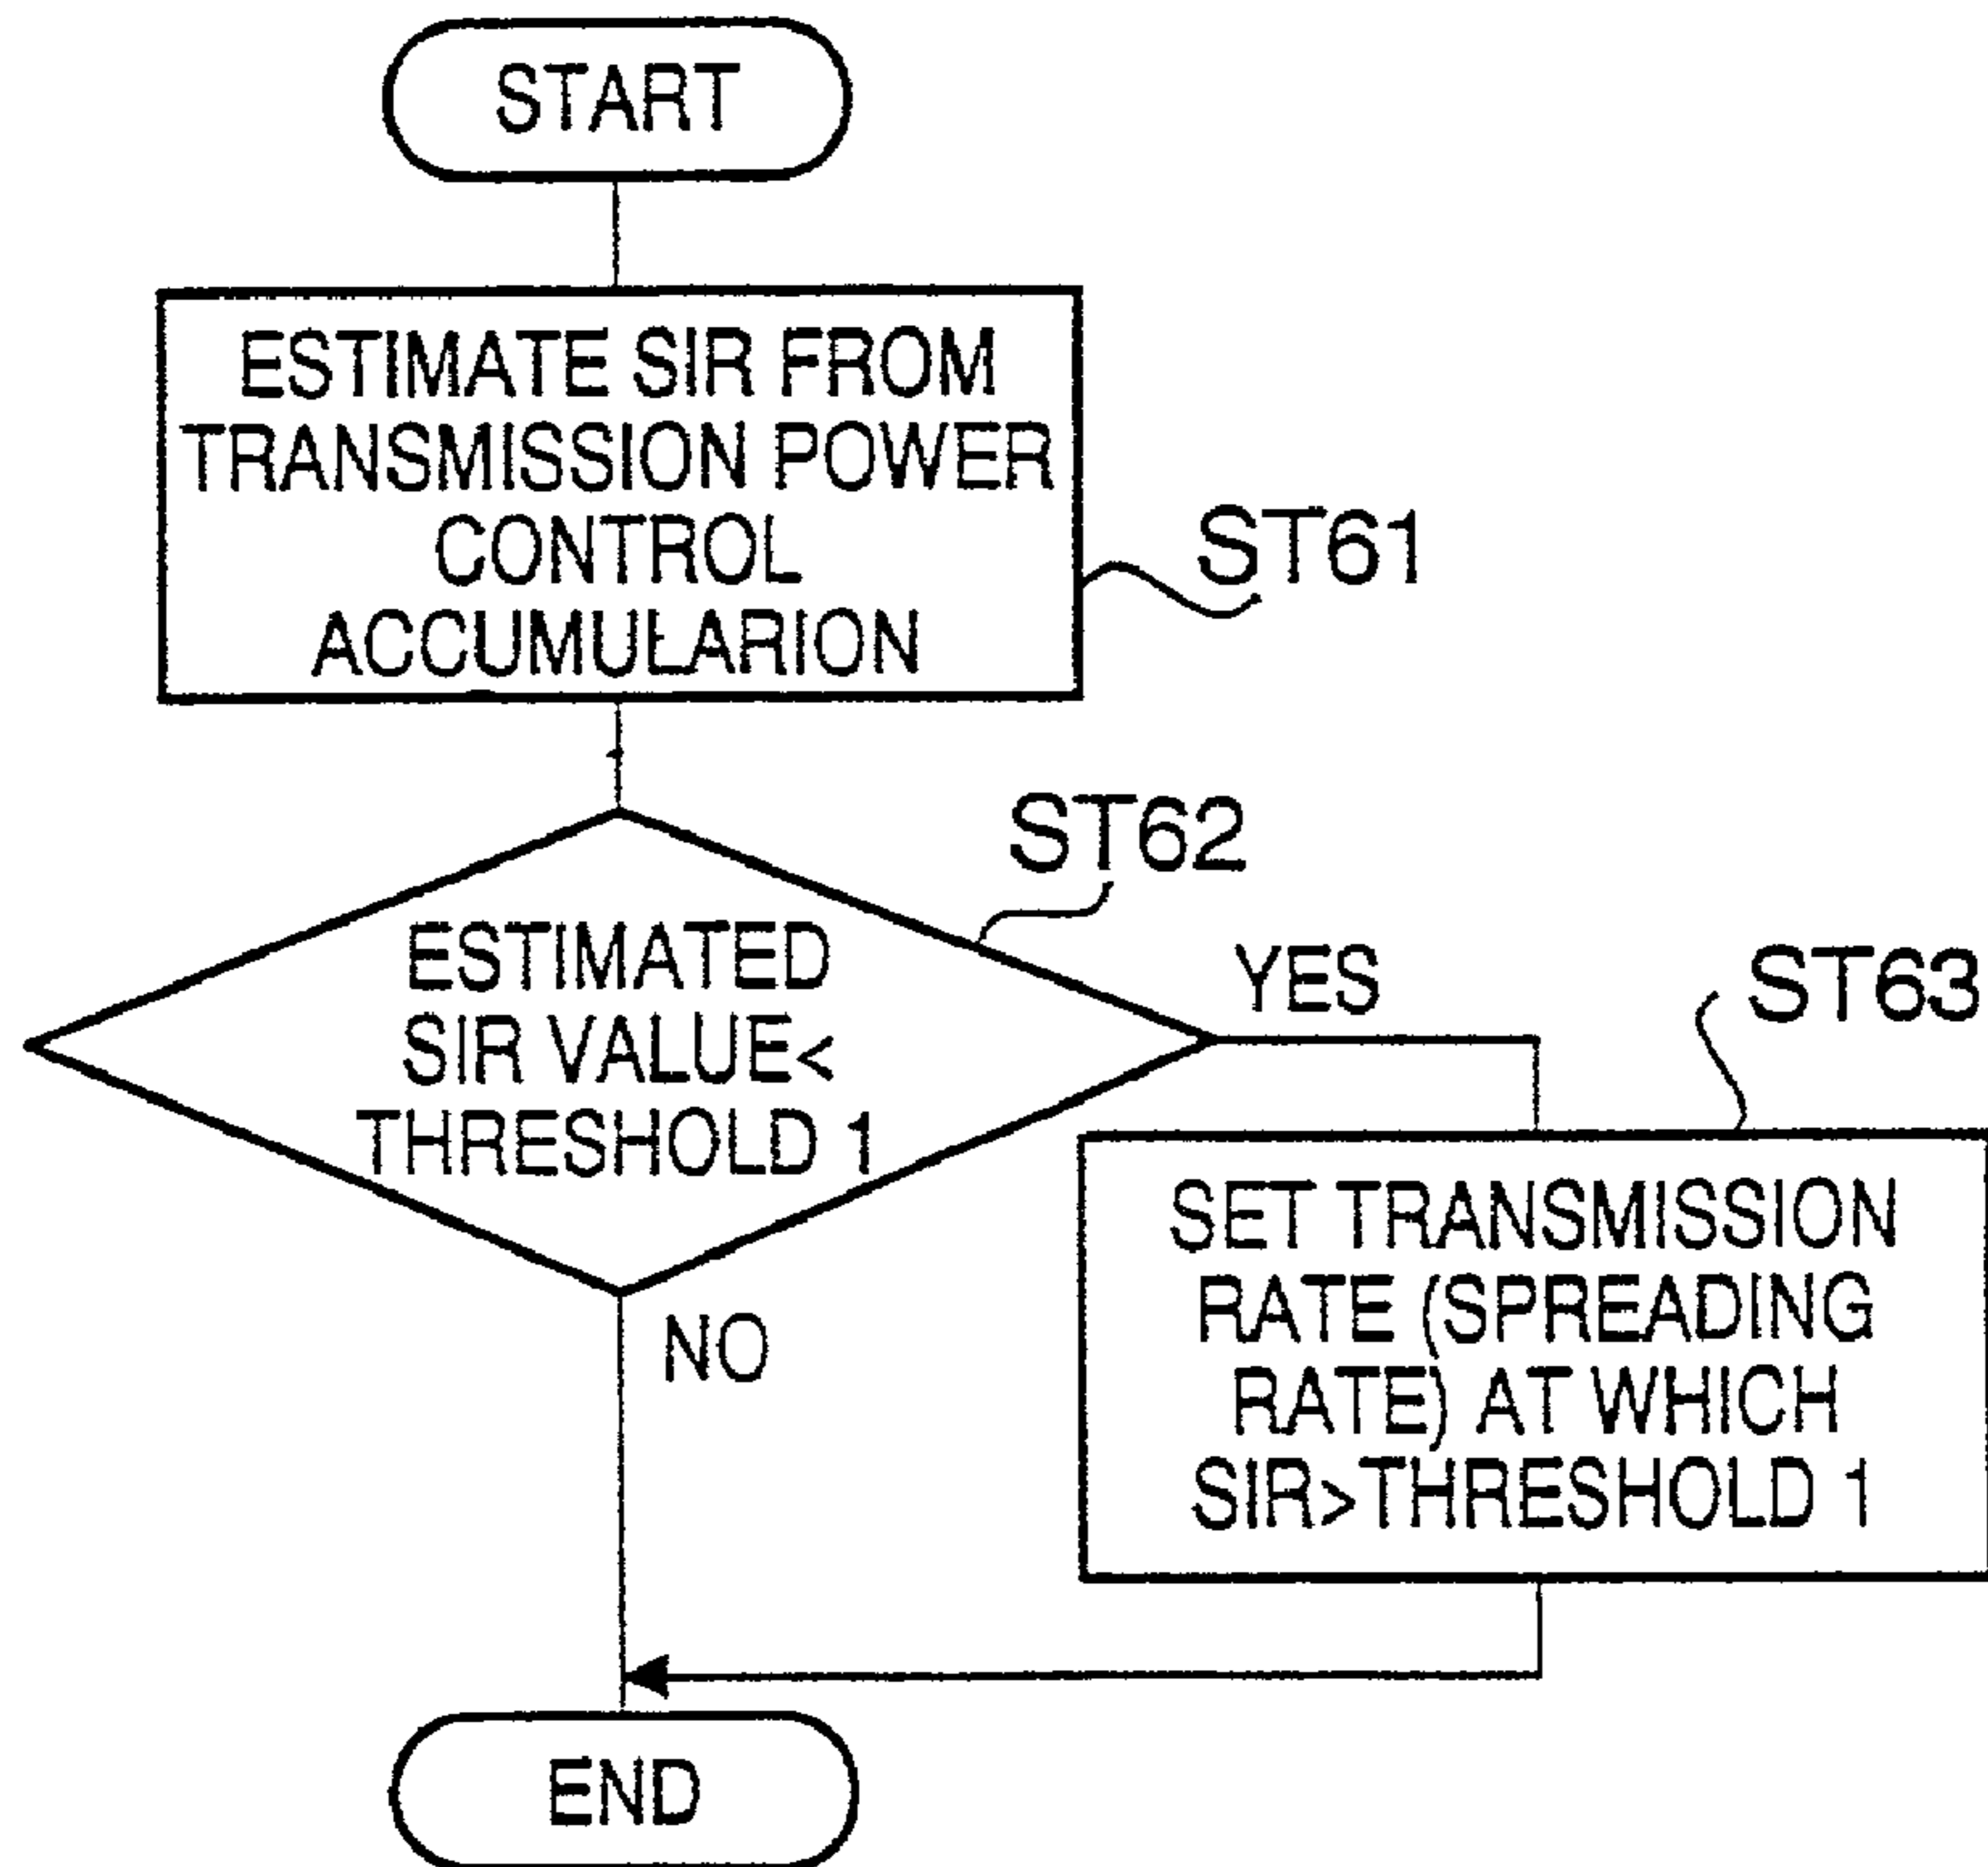 START
ESTIMATE SIR FROM
TRANSMISSION POWER
CONTROL
ACCUMULARION
ST61
ST62
ESTIMATED
SIR VALUE<
THRESHOLD 1
YES
NO
ST63
SET TRANSMISSION
RATE (SPREADING
RATE) AT WHICH
SIR>THRESHOLD 1
END